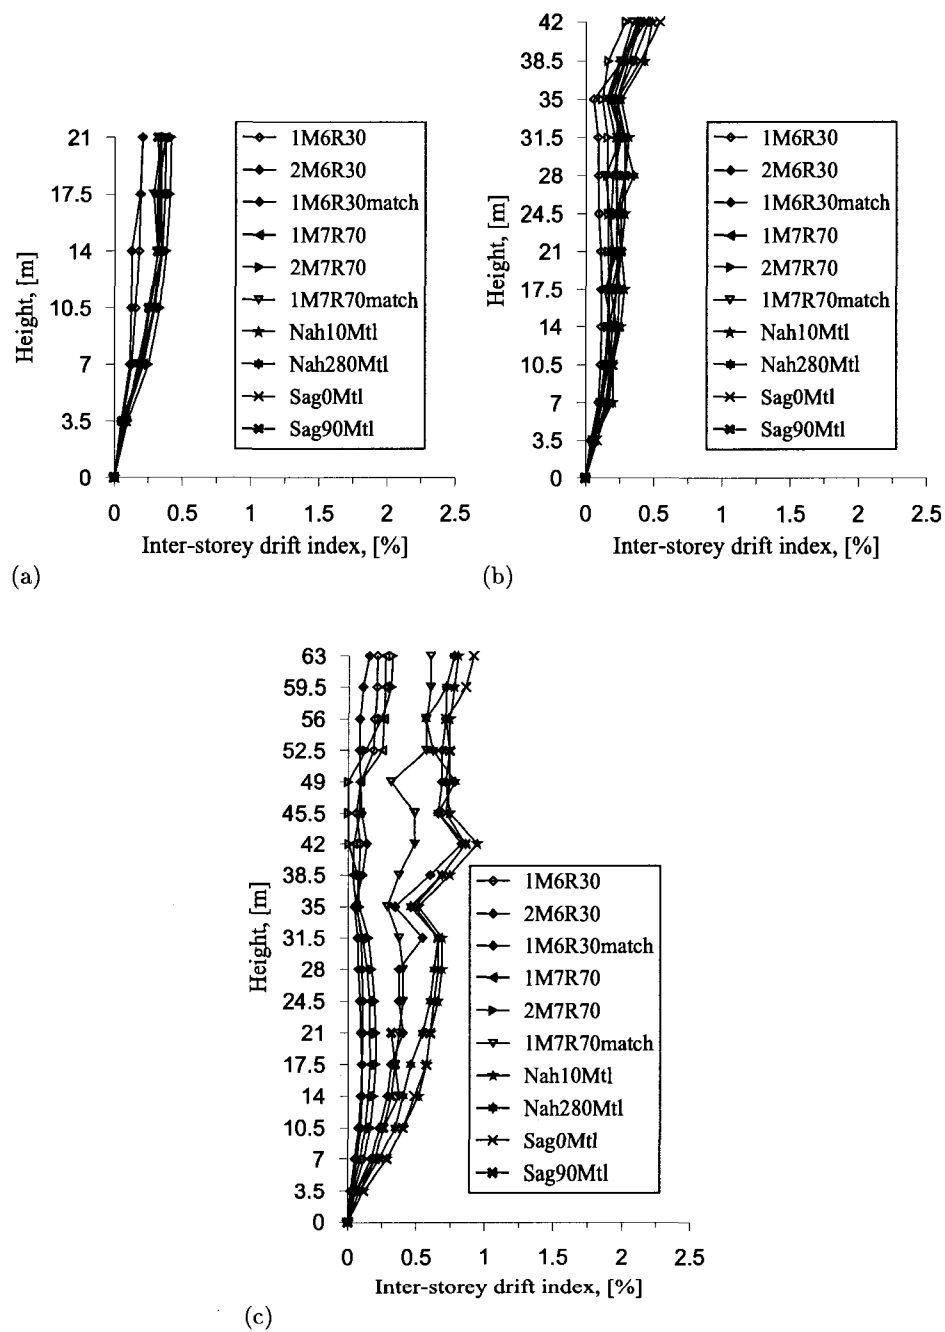 21
17.5
14
10.5
7
3.5
0
Height, [m]
1M6R30
2M6R30
1M6R30match
1M7R70
2M7R70
1M7R70match
Nah10Mtl
Nah280Mtl
Sag0Mtl
Sag90Mtl
0 0.5 1 1.5 2 2.5
Inter-storey drift index, [%]
(a)
42
38.5
35
31.5
28
24.5
21
17.5
14
10.5
7
3.5
0
Height, [m]
1M6R30
2M6R30
1M6R30match
1M7R70
2M7R70
1M7R70match
Nah10Mtl
Nah280Mtl
Sag0Mtl
Sag90Mtl
0 0.5 1 1.5 2 2.5
Inter-storey drift index, [%]
(b)
63
59.5
56
52.5
49
45.5
42
38.5
35
31.5
28
24.5
21
17.5
14
10.5
7
3.5
0
Height, [m]
1M6R30
2M6R30
1M6R30match
1M7R70
2M7R70
1M7R70match
Nah10Mtl
Nah280Mtl
Sag0Mtl
Sag90Mtl
0 0.5 1 1.5 2 2.5
Inter-storey drift index, [%]
(c)